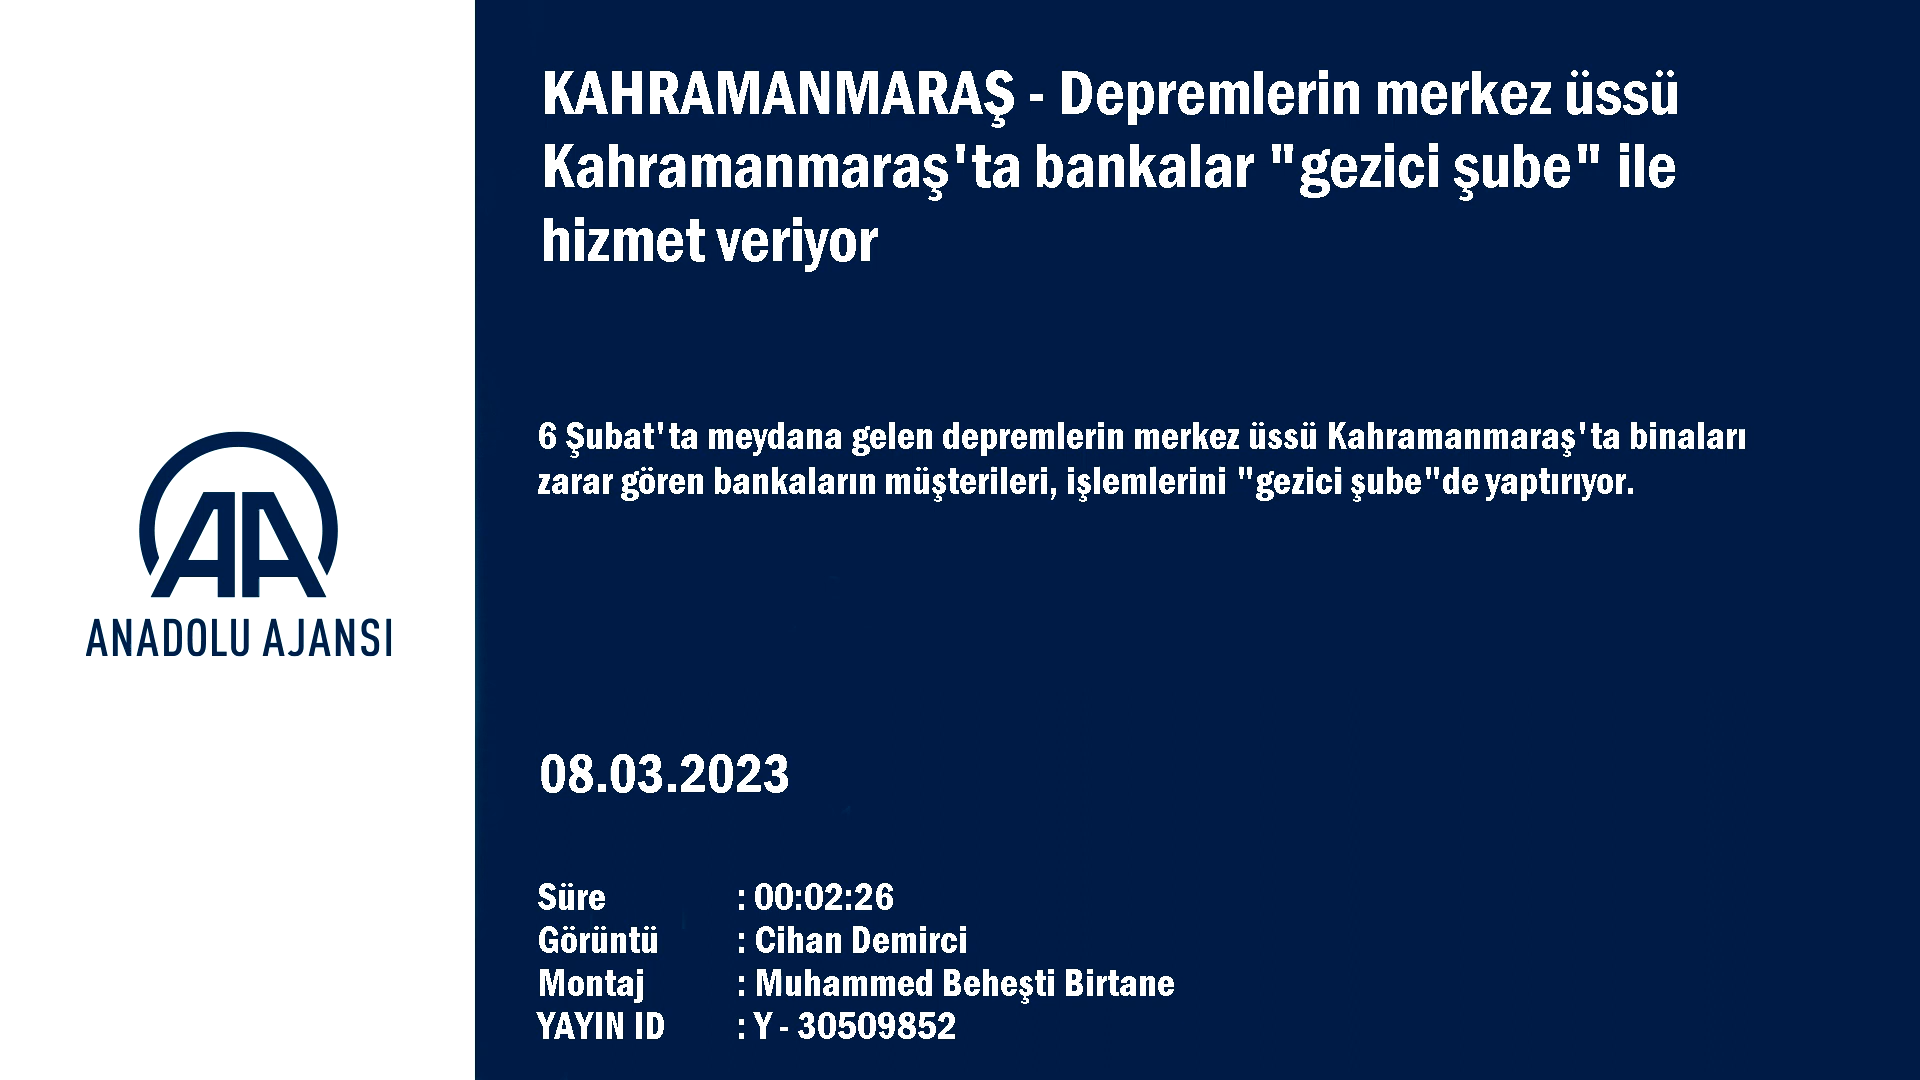 KAHRAMANMARAŞ - Depremlerin merkez üssü
Kahramanmaraş'ta bankalar "gezici şube" ile
hizmet veriyor
6 Şubat'ta meydana gelen depremlerin merkez üssü Kahramanmaraş'ta binaları
zarar gören bankaların müşterileri, işlemlerini "gezici şube"de yaptırıyor.
AA
ANADOLU AJANSI
08.03.2023
Süre : 00:02:26
Görüntü : Cihan Demirci
Montaj : Muhammed Beheşti Birtane
YAYIN ID : Y - 30509852